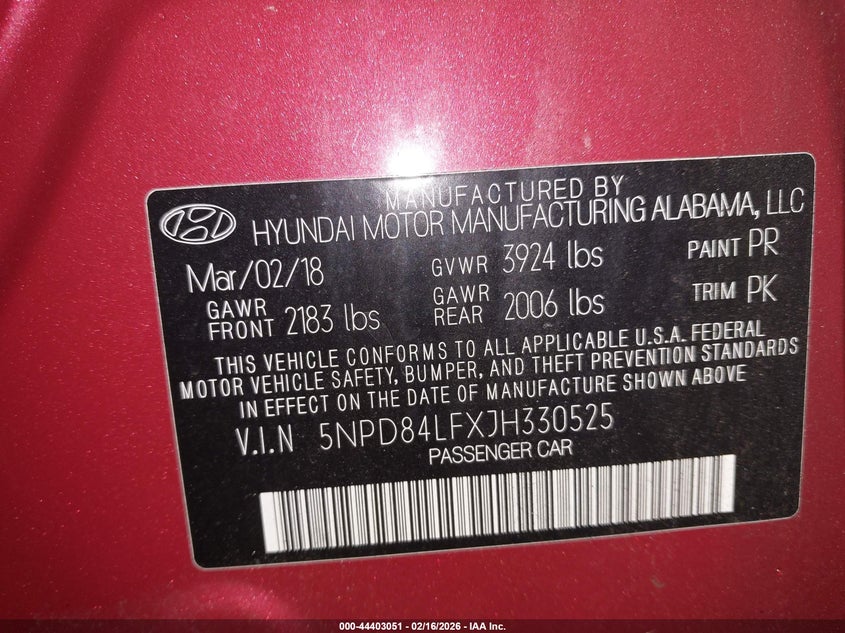 MANUFACTURED BY
HYUNDAI MOTOR MANUFACTURING ALABAMA, LLC
Mar/02/18 GVWR 3924 lbs PAINT PR
GAWR FRONT 2183 lbs GAWR REAR 2006 lbs TRIM PK
THIS VEHICLE CONFORMS TO ALL APPLICABLE U.S.A. FEDERAL
MOTOR VEHICLE SAFETY, BUMPER, AND THEFT PREVENTION STANDARDS
IN EFFECT ON THE DATE OF MANUFACTURE SHOWN ABOVE
V.I.N 5NPD84LFXJH330525
PASSENGER CAR
000-44403051 - 02/16/2026 - IAA Inc.